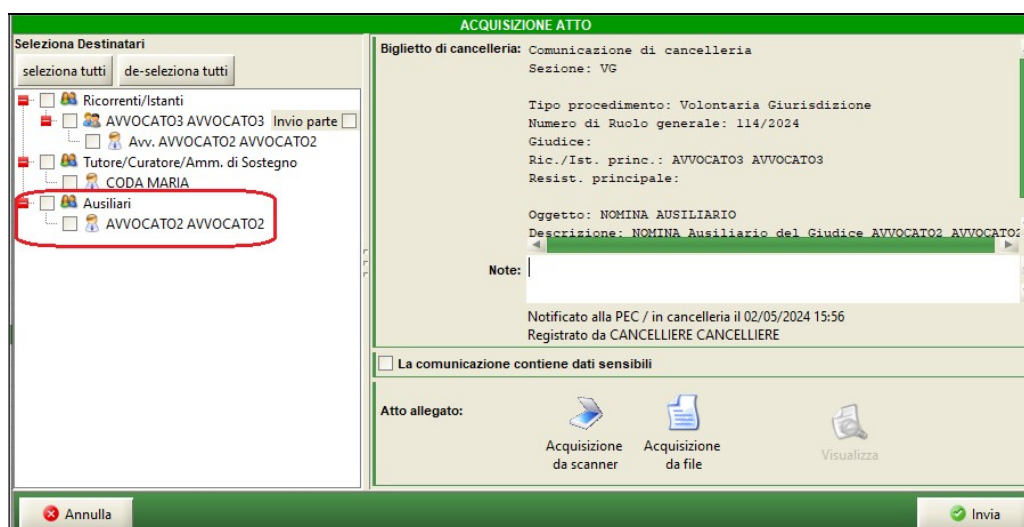 ACQUISIZIONE ATTO
Seleziona Destinatari
seleziona tutti
de-seleziona tutti
Ricorrenti/Istanti
AVVOCATO3 AVVOCATO3 Invio parte
Avv. AVVOCATO2 AVVOCATO2
Tutore/Curatore/Amm. di Sostegno
CODA MARIA
Ausiliari
AVVOCATO2 AVVOCATO2
Biglietto di cancelleria: Comunicazione di cancelleria
Sezione: VG
Tipo procedimento: Volontaria Giurisdizione
Numero di Ruolo generale: 114/2024
Giudice:
Ric./Ist. princ.: AVVOCATO3 AVVOCATO3
Resist. principale:
Oggetto: NOMINA AUSILIARIO
Descrizione: NOMINA Ausiliario del Giudice AVVOCATO2 AVVOCATO2
Note:
Notificato alla PEC / in cancelleria il 02/05/2024 15:56
Registrato da CANCELLIERE CANCELLIERE
La comunicazione contiene dati sensibili
Atto allegato:
Acquisizione
da scanner
Acquisizione
da file
Visualizza
Annulla
Invia